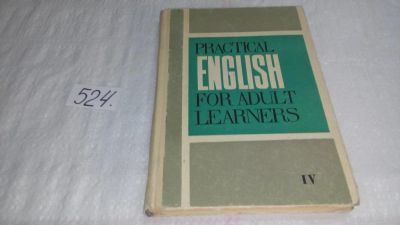 524.
PRACTICAL
ENGLISH
FOR ADULT
LEARNERS
IV